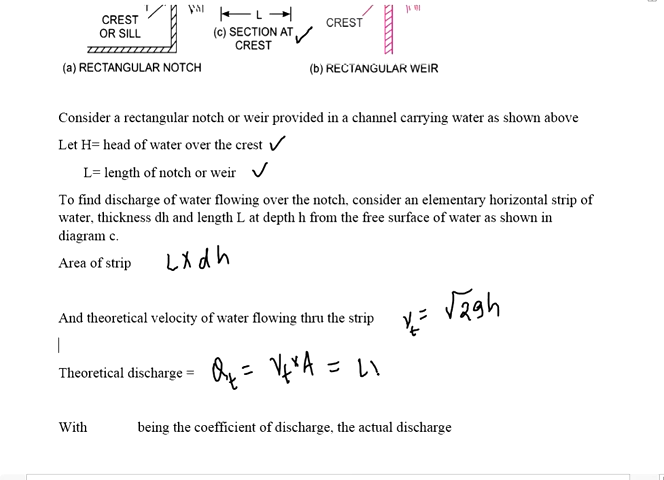 CREST
OR SILL
L
(c) SECTION AT
CREST
CREST
(a) RECTANGULAR NOTCH
(b) RECTANGULAR WEIR
Consider a rectangular notch or weir provided in a channel carrying water as shown above
Let H= head of water over the crest ✓
L= length of notch or weir ✓
To find discharge of water flowing over the notch, consider an elementary horizontal strip of
water, thickness dh and length L at depth h from the free surface of water as shown in
diagram c.
Area of strip L×dh
And theoretical velocity of water flowing thru the strip V_t = √2gh
Theoretical discharge = Q_t = V_t×A = L
With being the coefficient of discharge, the actual discharge